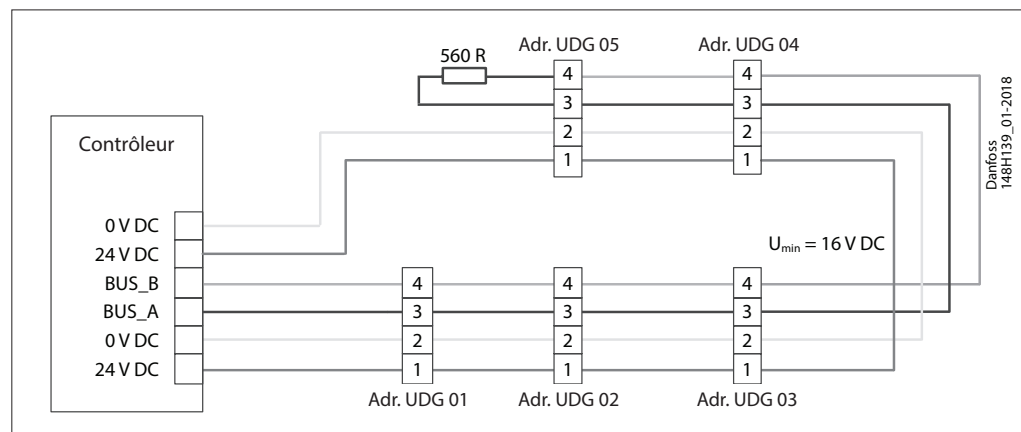 560 R
Adr. UDG 05
Adr. UDG 04
4
4
3
3
2
2
1
1
Danfoss
148H139_01-2018
Contrôleur
0 V DC
24 V DC
BUS_B
BUS_A
0 V DC
24 V DC
Umin = 16 V DC
4
4
4
3
3
3
2
2
2
1
1
1
Adr. UDG 01
Adr. UDG 02
Adr. UDG 03